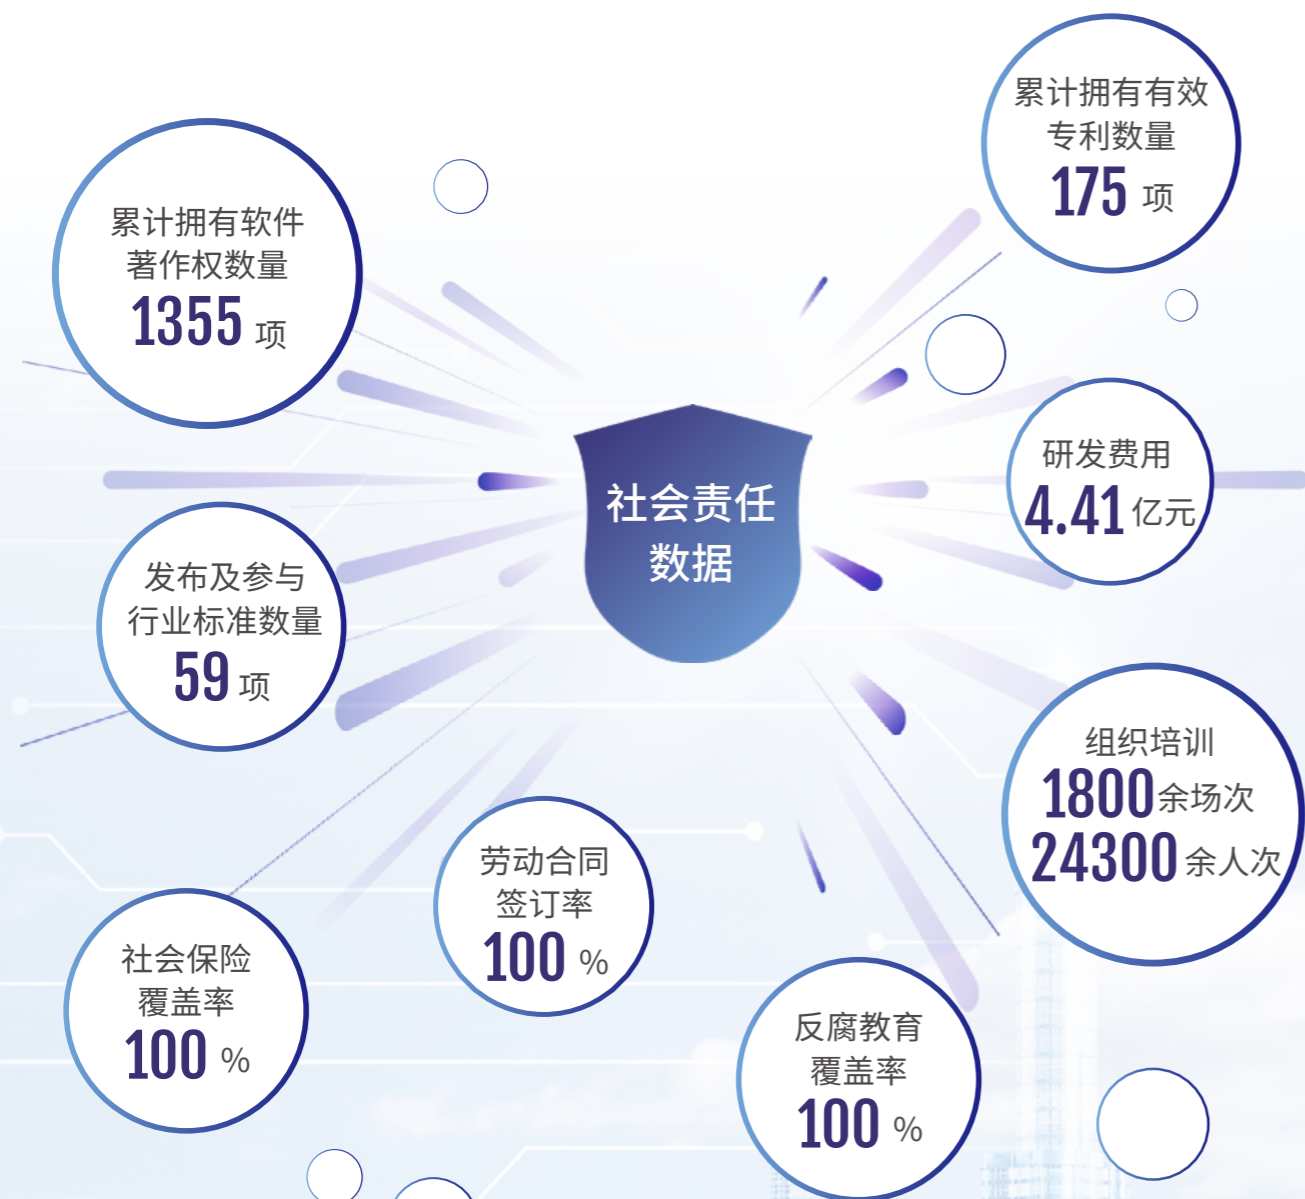 累计拥有有效
专利数量
175 项
累计拥有软件
著作权数量
1355 项
研发费用
4.41 亿元
社会责任
数据
发布及参与
行业标准数量
59 项
组织培训
1800余场次
24300余人次
劳动合同
签订率
100 %
社会保险
覆盖率
100 %
反腐教育
覆盖率
100 %